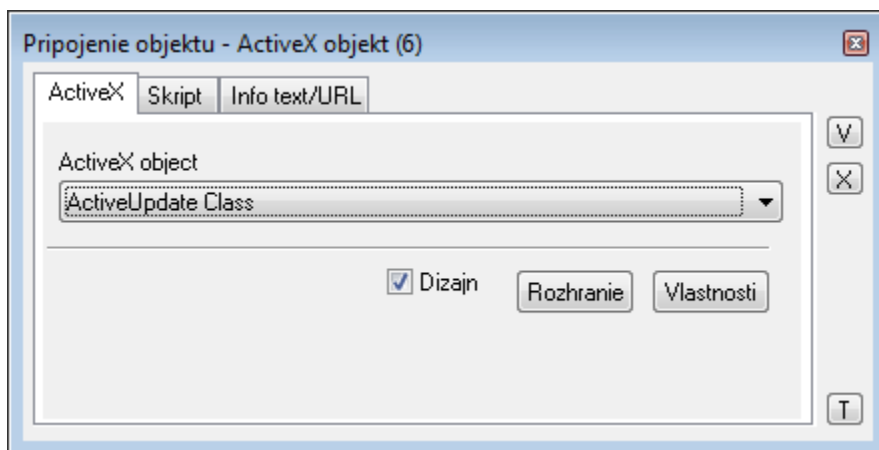 Pripojenie objektu - ActiveX objekt (6)
ActiveX Skript Info text/URL
V
ActiveX object
X
ActiveUpdate Class
Dizajn Rozhranie Vlastnosti
T